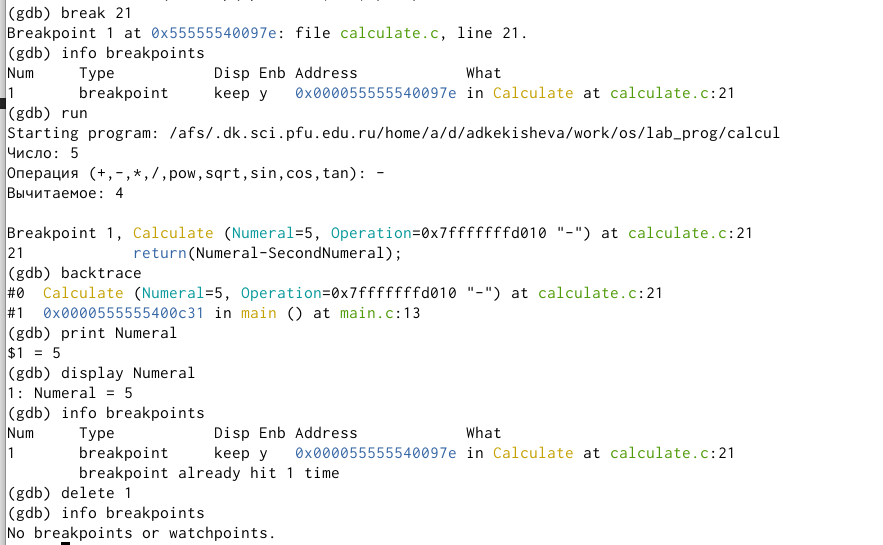 (gdb) break 21
Breakpoint 1 at 0x55555540097e: file calculate.c, line 21.
(gdb) info breakpoints
Num     Type           Disp Enb Address            What
1       breakpoint     keep y   0x000055555540097e in Calculate at calculate.c:21
(gdb) run
Starting program: /afs/.dk.sci.pfu.edu.ru/home/a/d/adkekisheva/work/os/lab_prog/calcul
Число: 5
Операция (+,-,*,/,pow,sqrt,sin,cos,tan): -
Вычитаемое: 4

Breakpoint 1, Calculate (Numeral=5, Operation=0x7fffffffd010 "-") at calculate.c:21
21            return(Numeral-SecondNumeral);
(gdb) backtrace
#0  Calculate (Numeral=5, Operation=0x7fffffffd010 "-") at calculate.c:21
#1  0x0000555555400c31 in main () at main.c:13
(gdb) print Numeral
$1 = 5
(gdb) display Numeral
1: Numeral = 5
(gdb) info breakpoints
Num     Type           Disp Enb Address            What
1       breakpoint     keep y   0x000055555540097e in Calculate at calculate.c:21
        breakpoint already hit 1 time
(gdb) delete 1
(gdb) info breakpoints
No breakpoints or watchpoints.